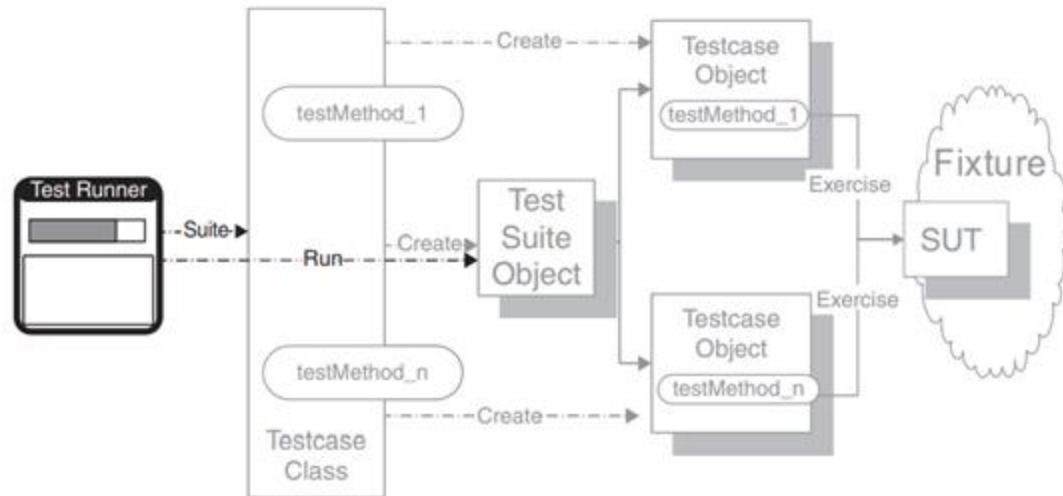 Create
Testcase
Object
testMethod_1
testMethod_1
Test Runner
Suite
Exercise
Fixture
Create
Test
Suite
Object
SUT
Run
Exercise
Testcase
Object
testMethod_n
testMethod_n
Create
Testcase
Class